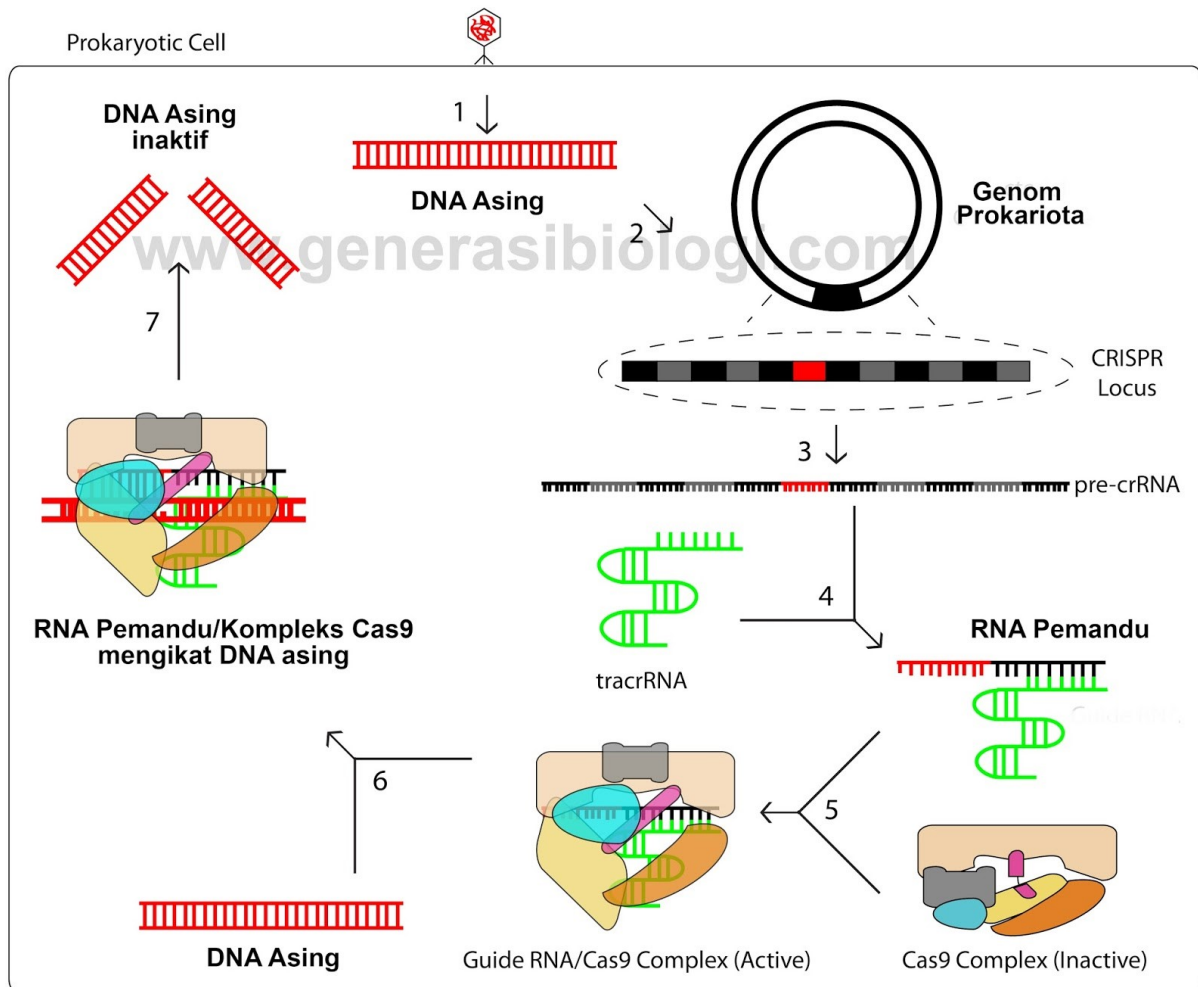 Prokaryotic Cell
1
DNA Asing
inaktif
DNA Asing
2
Genom
Prokariota
www.generasibiologi.com
7
CRISPR
Locus
3
pre-crRNA
4
RNA Pemandu/Kompleks Cas9
mengikat DNA asing
tracrRNA
RNA Pemandu
6
5
DNA Asing
Guide RNA/Cas9 Complex (Active)
Cas9 Complex (Inactive)